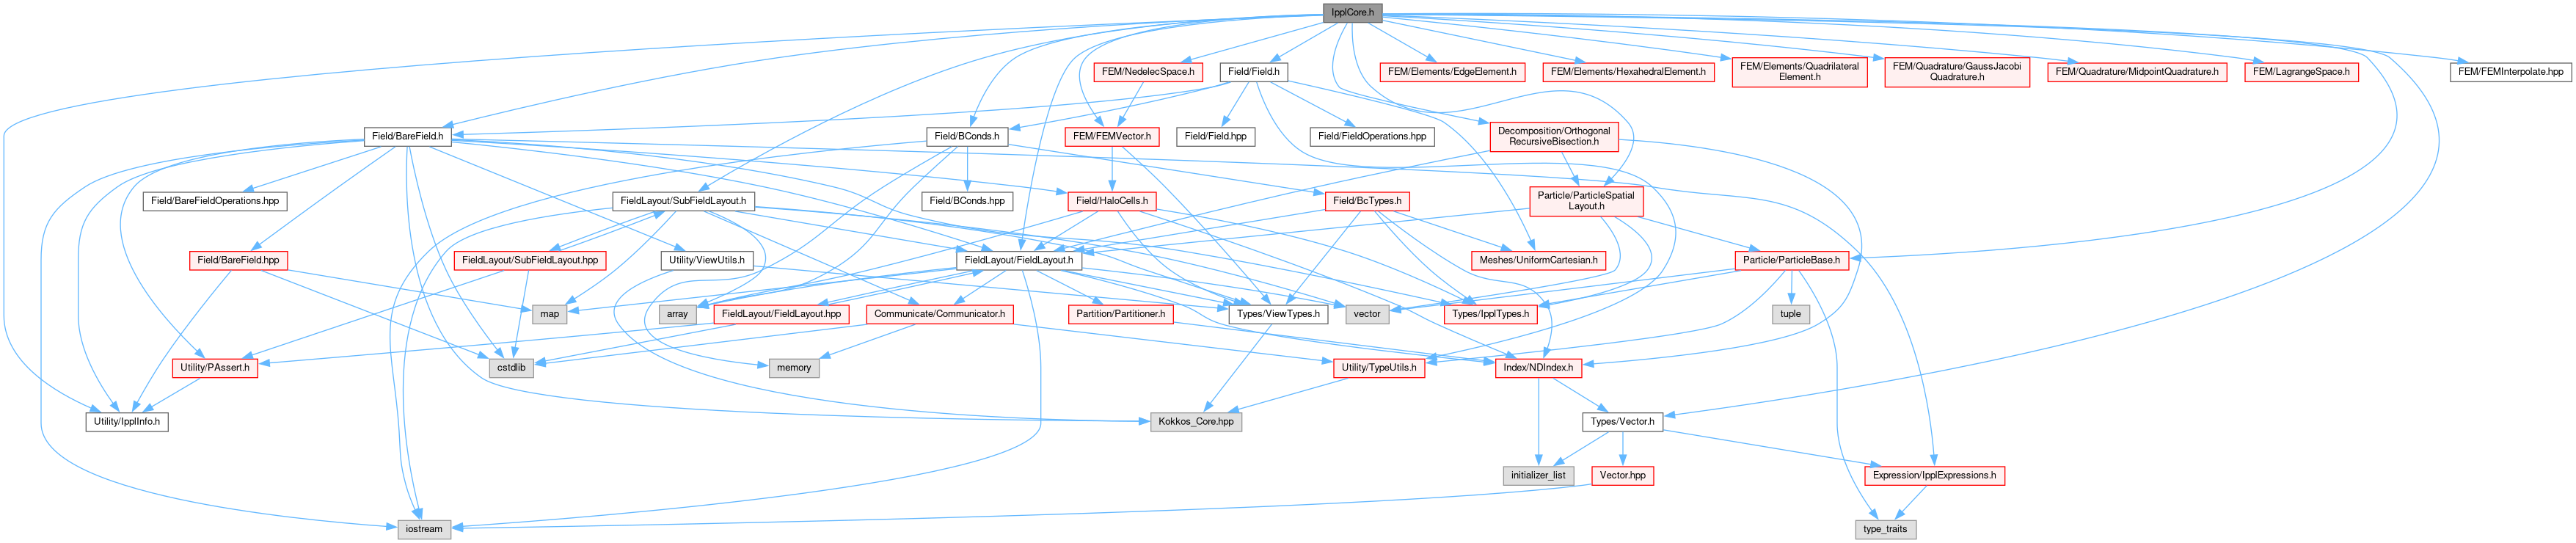 IpplCore.h
FEM/NedelecSpace.h
Field/Field.h
FEM/Elements/EdgeElement.h
FEM/Elements/HexahedralElement.h
FEM/Elements/Quadrilateral
Element.h
FEM/Quadrature/GaussJacobi
Quadrature.h
FEM/Quadrature/MidpointQuadrature.h
FEM/LagrangeSpace.h
FEM/FEMInterpolate.hpp
Field/BareField.h
Field/BConds.h
FEM/FEMVector.h
Field/Field.hpp
Field/FieldOperations.hpp
Decomposition/Orthogonal
RecursiveBisection.h
Field/BareFieldOperations.hpp
FieldLayout/SubFieldLayout.h
Field/BConds.hpp
Field/HaloCells.h
Field/BcTypes.h
Particle/ParticleSpatial
Layout.h
Field/BareField.hpp
FieldLayout/SubFieldLayout.hpp
Utility/ViewUtils.h
FieldLayout/FieldLayout.h
Meshes/UniformCartesian.h
Particle/ParticleBase.h
map
array
FieldLayout/FieldLayout.hpp
Communicate/Communicator.h
Partition/Partitioner.h
Types/ViewTypes.h
vector
Types/IpplTypes.h
tuple
Utility/PAssert.h
cstdlib
memory
Utility/TypeUtils.h
Index/NDIndex.h
Utility/IpplInfo.h
Kokkos_Core.hpp
Types/Vector.h
initializer_list
Vector.hpp
Expression/IpplExpressions.h
iostream
type_traits